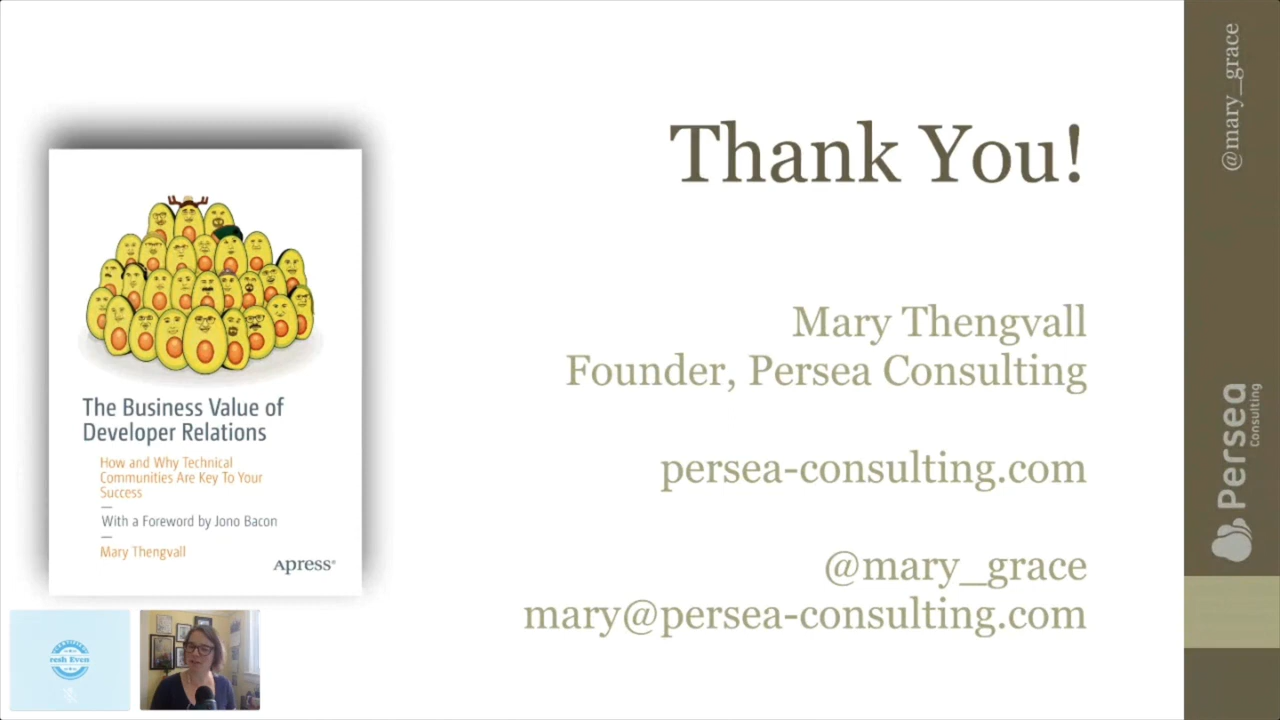 Thank You!
Mary Thengvall
Founder, Persea Consulting
persea-consulting.com
@mary_grace
mary@persea-consulting.com
The Business Value of
Developer Relations
How and Why Technical
Communities Are Key To Your
Success
With a Foreword by Jono Bacon
Mary Thengvall
Apress®
resh Even
@mary_grace
Persea
Consulting